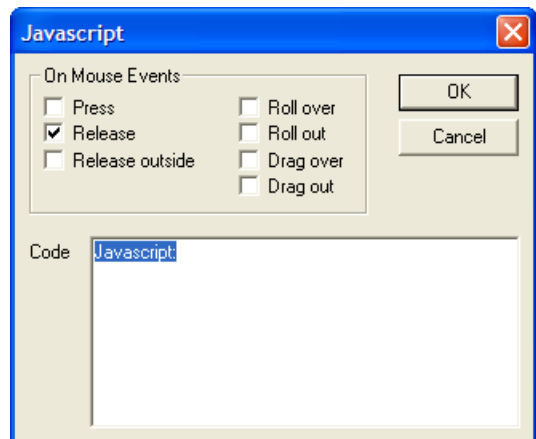 Javascript
On Mouse Events
Press
Release
Release outside
Roll over
Roll out
Drag over
Drag out
OK
Cancel
Code
Javascript: